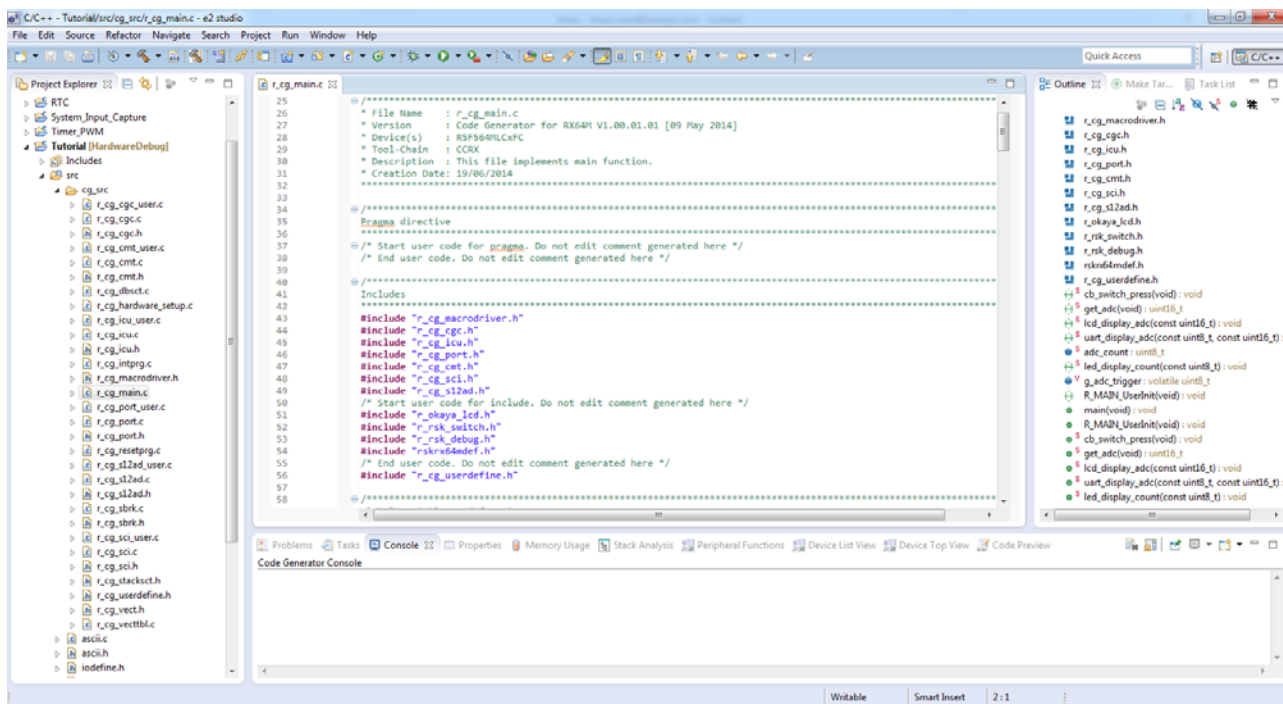 C/C++ - Tutorial/src/cg_src/r_cg_main.c - e2 studio
File Edit Source Refactor Navigate Search Project Run Window Help
Quick Access
C/C++
Project Explorer
RTC
System_Input_Capture
Timer_PWM
Tutorial [HardwareDebug]
Includes
src
cg_src
r_cg_cgc_user.c
r_cg_cgc.c
r_cg_cgc.h
r_cg_cmt_user.c
r_cg_cmt.c
r_cg_cmt.h
r_cg_dbsct.c
r_cg_hardware_setup.c
r_cg_icu_user.c
r_cg_icu.c
r_cg_icu.h
r_cg_intprg.c
r_cg_macrodriver.h
r_cg_main.c
r_cg_port_user.c
r_cg_port.c
r_cg_port.h
r_cg_resetprg.c
r_cg_s12ad_user.c
r_cg_s12ad.c
r_cg_s12ad.h
r_cg_sbrk.c
r_cg_sbrk.h
r_cg_sci_user.c
r_cg_sci.c
r_cg_sci.h
r_cg_stacksct.h
r_cg_userdefine.h
r_cg_vect.h
r_cg_vecttbl.c
ascii.c
ascii.h
iodefine.h
r_cg_main.c
25 /***********************************************************
26 * File Name : r_cg_main.c
27 * Version : Code Generator for RX64M V1.00.01.01 [09 May 2014]
28 * Device(s) : R5F564MLCxFC
29 * Tool-Chain : CCRX
30 * Description : This file implements main function.
31 * Creation Date: 19/06/2014
32 ***********************************************************
33
34 /***********************************************************
35 Pragma directive
36 ***********************************************************
37 /* Start user code for pragma. Do not edit comment generated here */
38 /* End user code. Do not edit comment generated here */
39
40 /***********************************************************
41 Includes
42 ***********************************************************
43 #include "r_cg_macrodriver.h"
44 #include "r_cg_cgc.h"
45 #include "r_cg_icu.h"
46 #include "r_cg_port.h"
47 #include "r_cg_cmt.h"
48 #include "r_cg_sci.h"
49 #include "r_cg_s12ad.h"
50 /* Start user code for include. Do not edit comment generated here */
51 #include "r_okaya_lcd.h"
52 #include "r_rsk_switch.h"
53 #include "r_rsk_debug.h"
54 #include "rskrx64mdef.h"
55 /* End user code. Do not edit comment generated here */
56 #include "r_cg_userdefine.h"
57
58 /***********************************************************
Outline Make Tar... Task List
r_cg_macrodriver.h
r_cg_cgc.h
r_cg_icu.h
r_cg_port.h
r_cg_cmt.h
r_cg_sci.h
r_cg_s12ad.h
r_okaya_lcd.h
r_rsk_switch.h
r_rsk_debug.h
rskrx64mdef.h
r_cg_userdefine.h
cb_switch_press(void) : void
get_adc(void) : uint16_t
lcd_display_adc(const uint16_t) : void
uart_display_adc(const uint8_t, const uint16_t) :
adc_count : uint8_t
led_display_count(const uint8_t) : void
g_adc_trigger : volatile uint8_t
R_MAIN_UserInit(void) : void
main(void) : void
R_MAIN_UserInit(void) : void
cb_switch_press(void) : void
get_adc(void) : uint16_t
lcd_display_adc(const uint16_t) : void
uart_display_adc(const uint8_t, const uint16_t) :
led_display_count(const uint8_t) : void
Problems Tasks Console Properties Memory Usage Stack Analysis Peripheral Functions Device List View Device Top View Code Preview
Code Generator Console
Writable Smart Insert 2 : 1